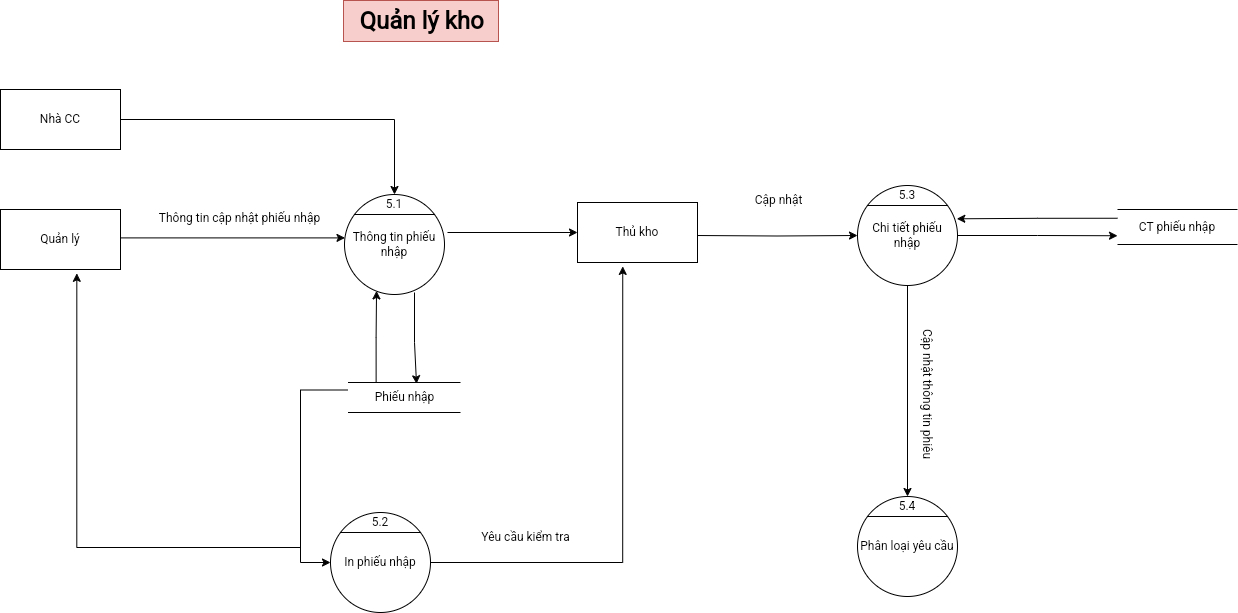 Quản lý kho
Nhà CC
Quản lý
Thông tin cập nhật phiếu nhập
5.1
Thông tin phiếu
nhập
Thủ kho
Cập nhật
5.3
Chi tiết phiếu
nhập
CT phiếu nhập
Phiếu nhập
Cập nhật thông tin phiêu
5.2
In phiếu nhập
Yêu cầu kiểm tra
5.4
Phân loại yêu cầu